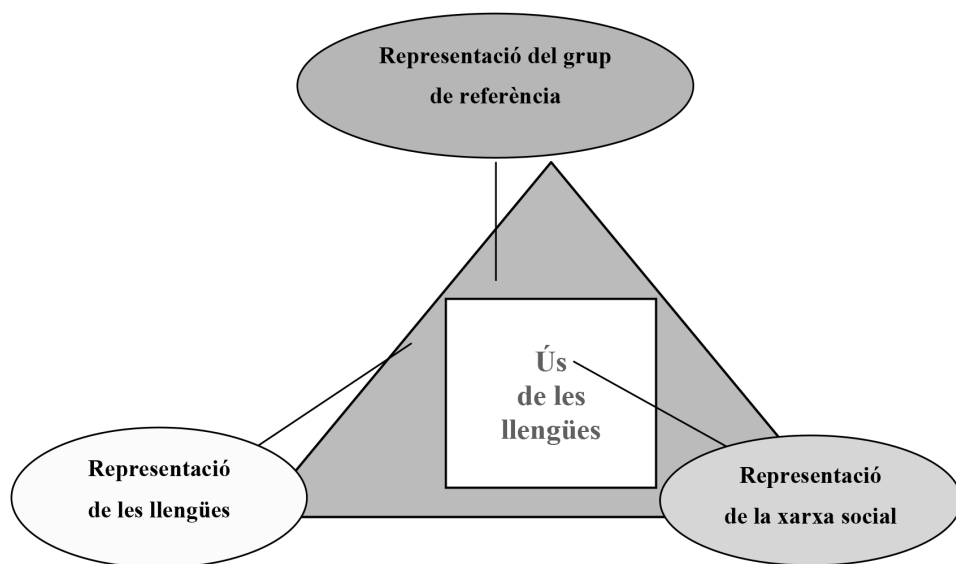 Representació del grup
de referència
Ús
de les
llengües
Representació
de les llengües
Representació
de la xarxa social